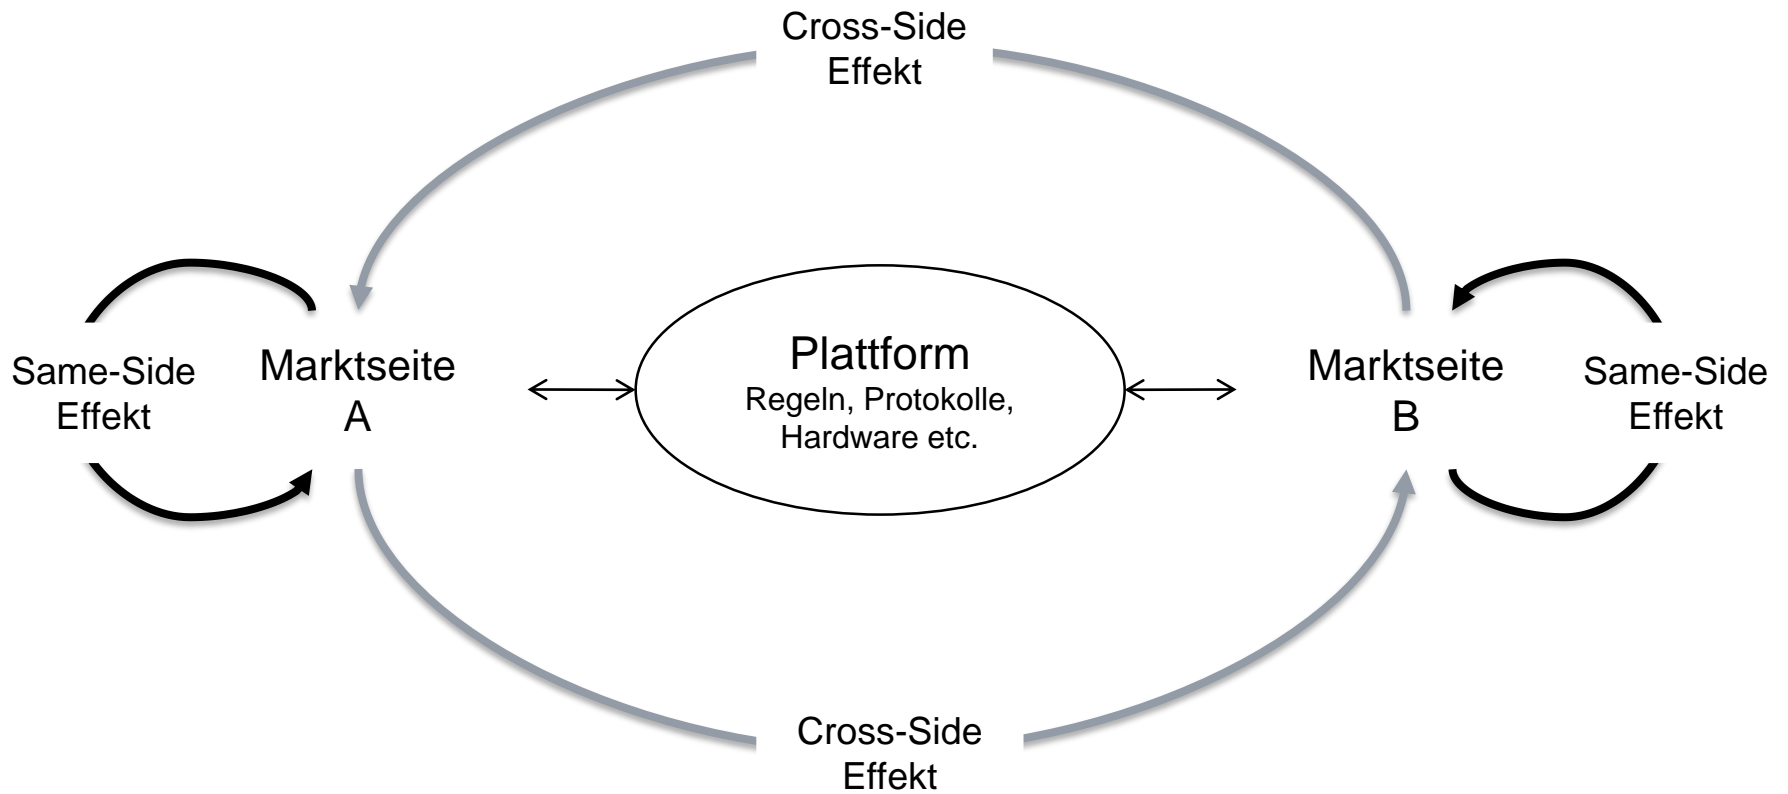 Cross-Side
Effekt
Same-Side
Effekt
Marktseite
A
Plattform
Regeln, Protokolle,
Hardware etc.
Marktseite
B
Same-Side
Effekt
Cross-Side
Effekt